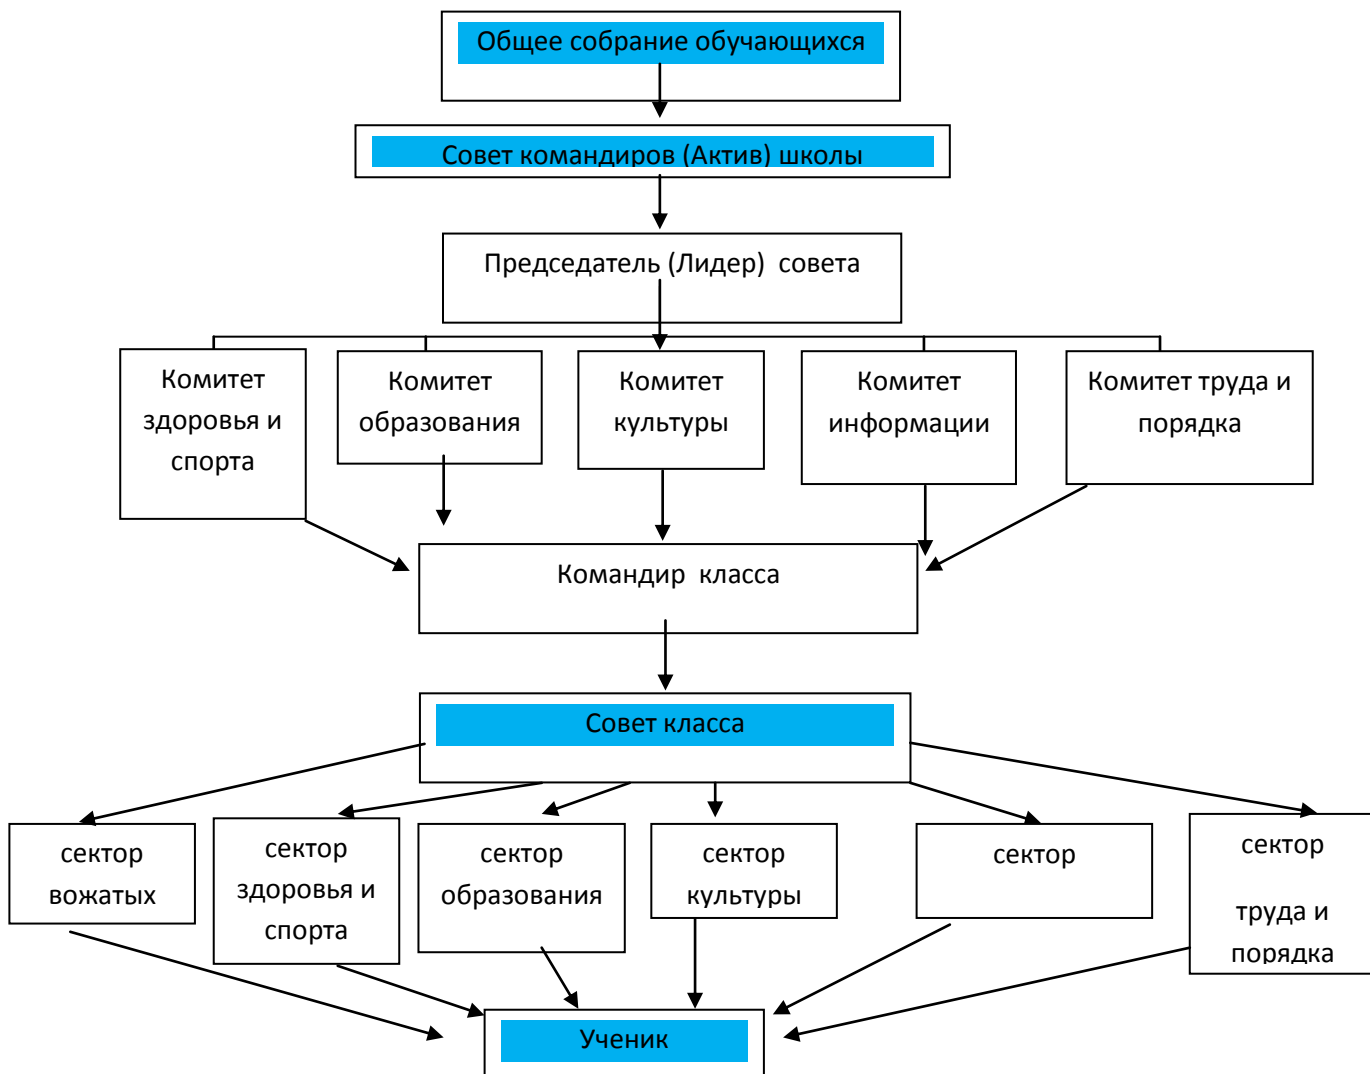 Общее собрание обучающихся
Совет командиров (Актив) школы
Председатель (Лидер) совета
Комитет
здоровья и
спорта
Комитет
образования
Комитет
культуры
Комитет
информации
Комитет труда и
порядка
Командир класса
Совет класса
сектор
вожатых
сектор
здоровья и
спорта
сектор
образования
сектор
культуры
сектор
сектор
труда и
порядка
Ученик